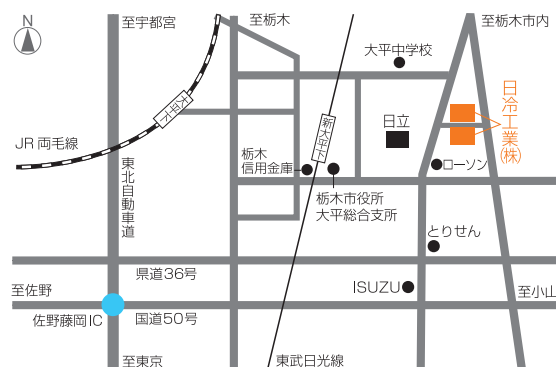 N
至宇都宮
至栃木
至栃木市内
大平中学校
日冷工業㈱
大平下
新大平下
日立
JR両毛線
栃木
信用金庫
ローソン
東北自動車道
栃木市役所
大平総合支所
とりせん
県道36号
至佐野
ISUZU
至小山
佐野藤岡IC
国道50号
至東京
東武日光線